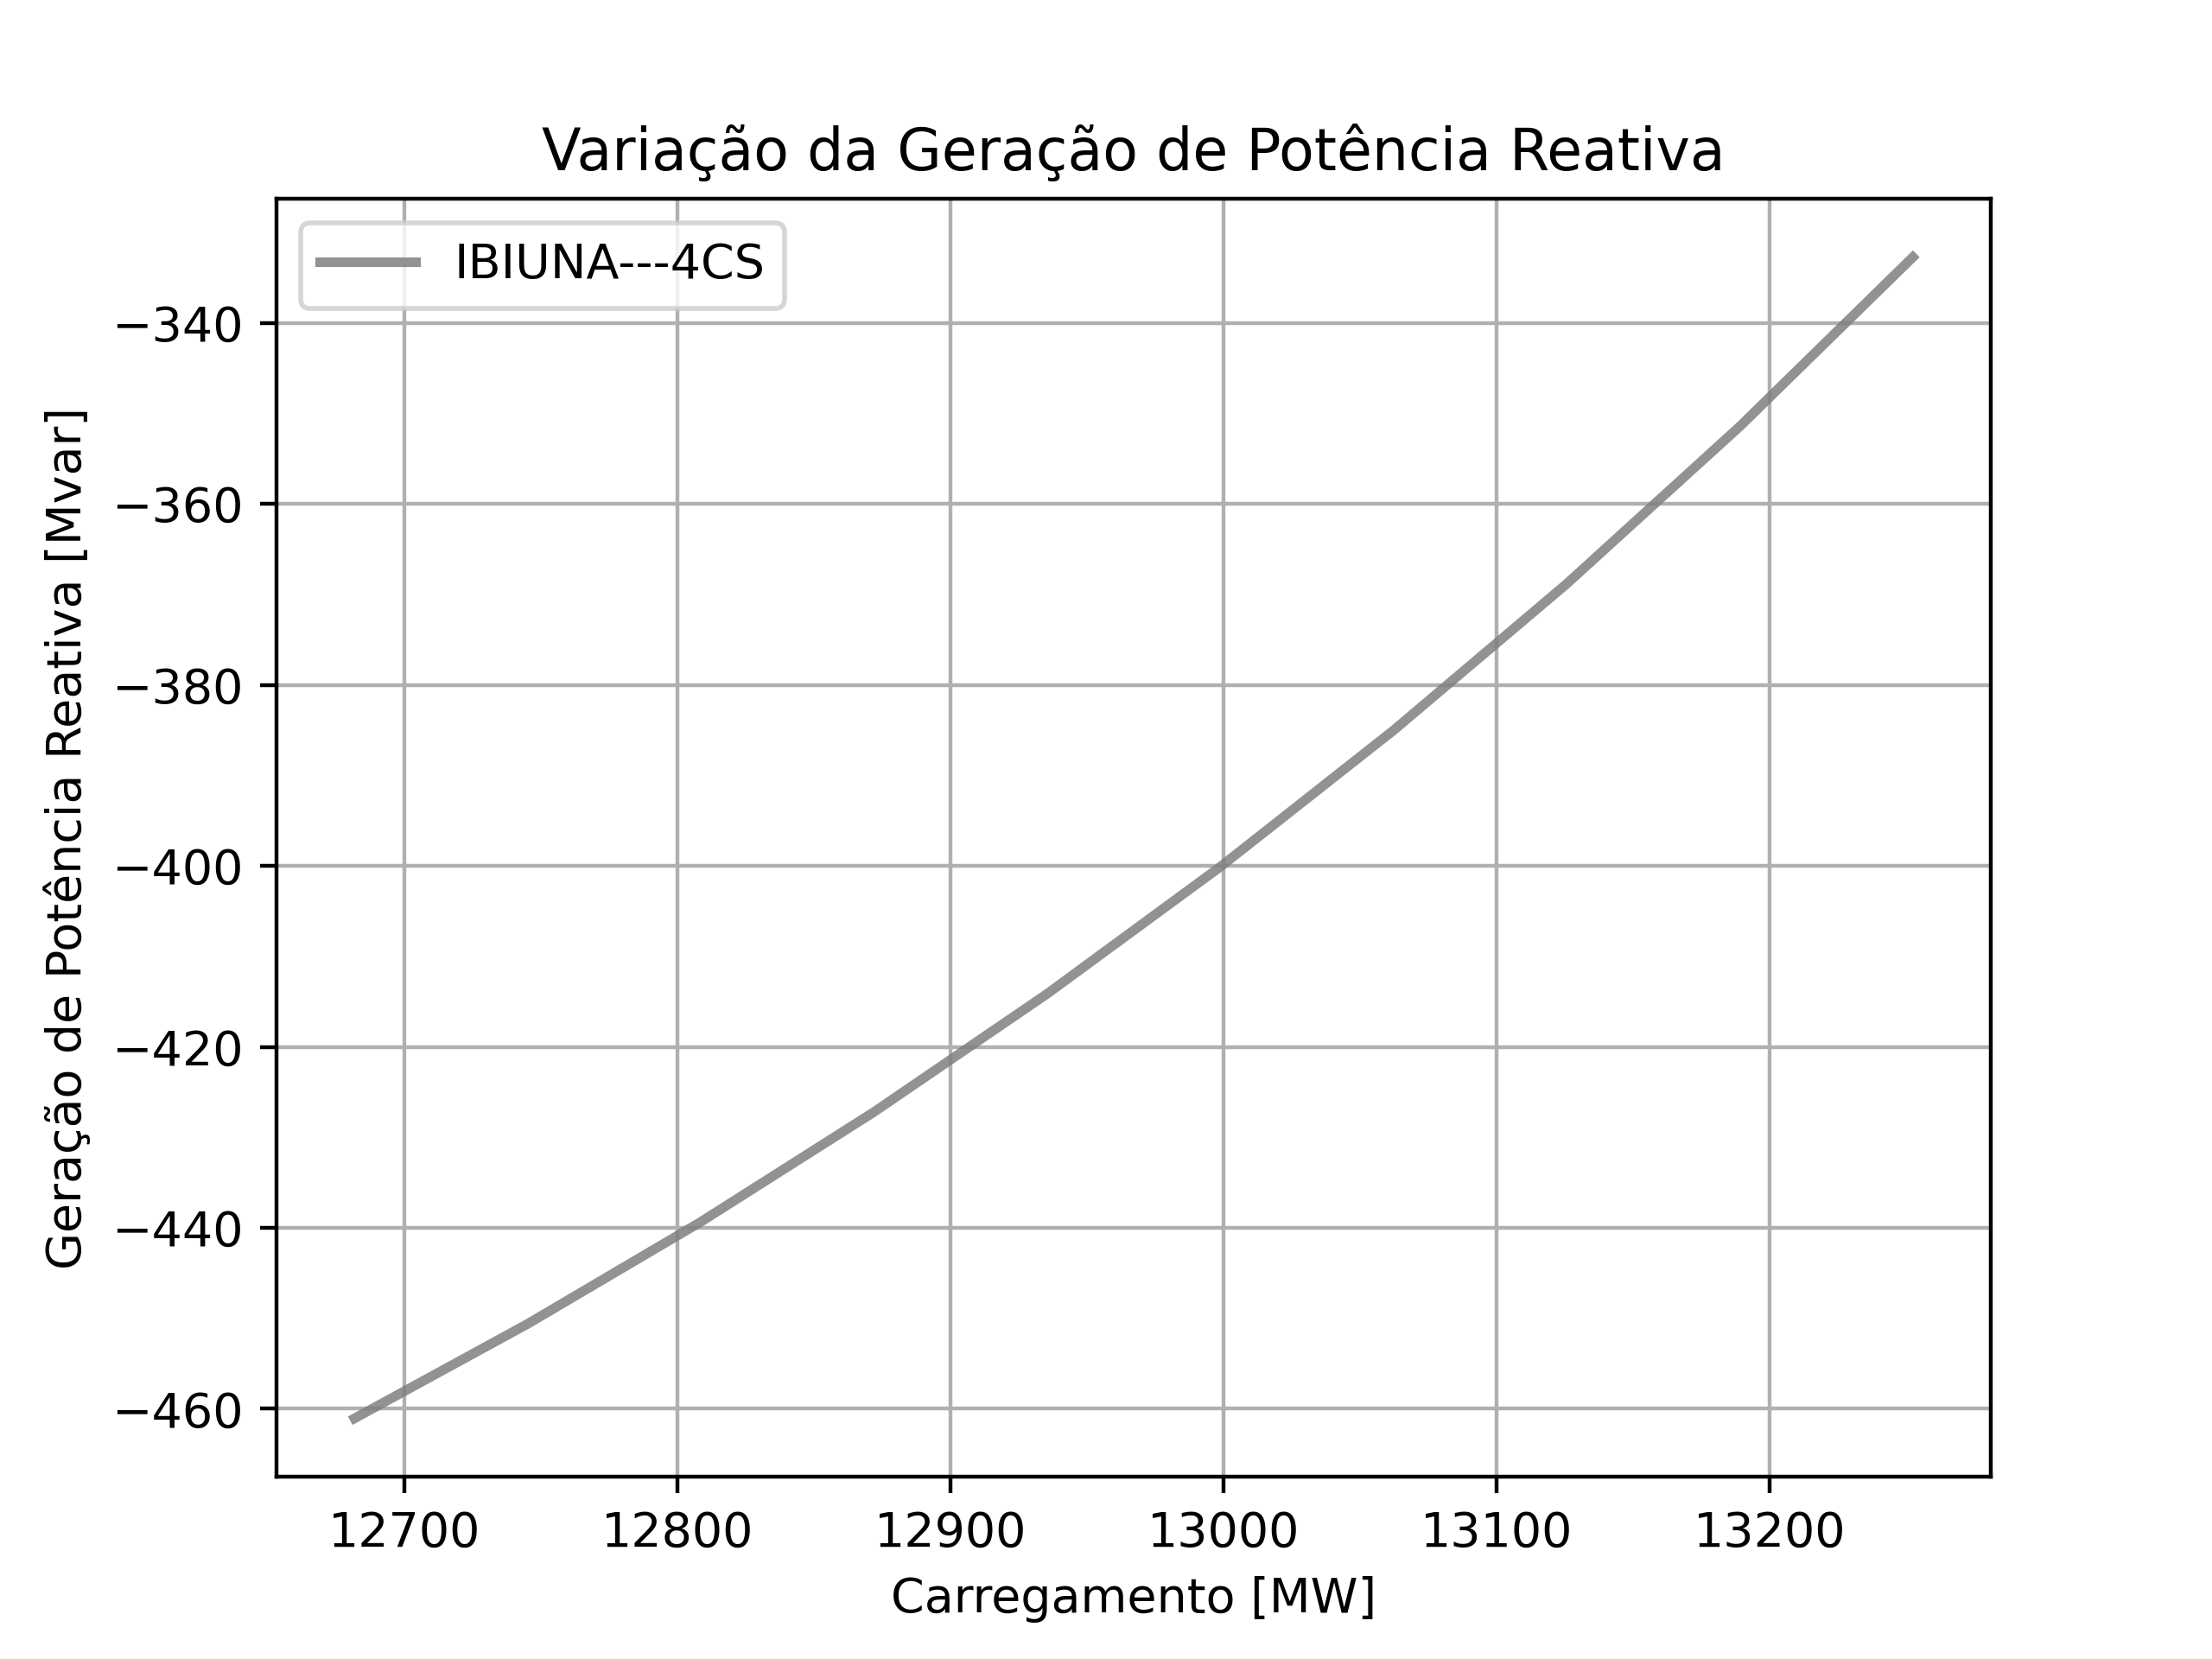 Variação da Geração de Potência Reativa
IBIUNA---4CS
Geração de Potência Reativa [Mvar]
−340
−360
−380
−400
−420
−440
−460
12700 12800 12900 13000 13100 13200
Carregamento [MW]